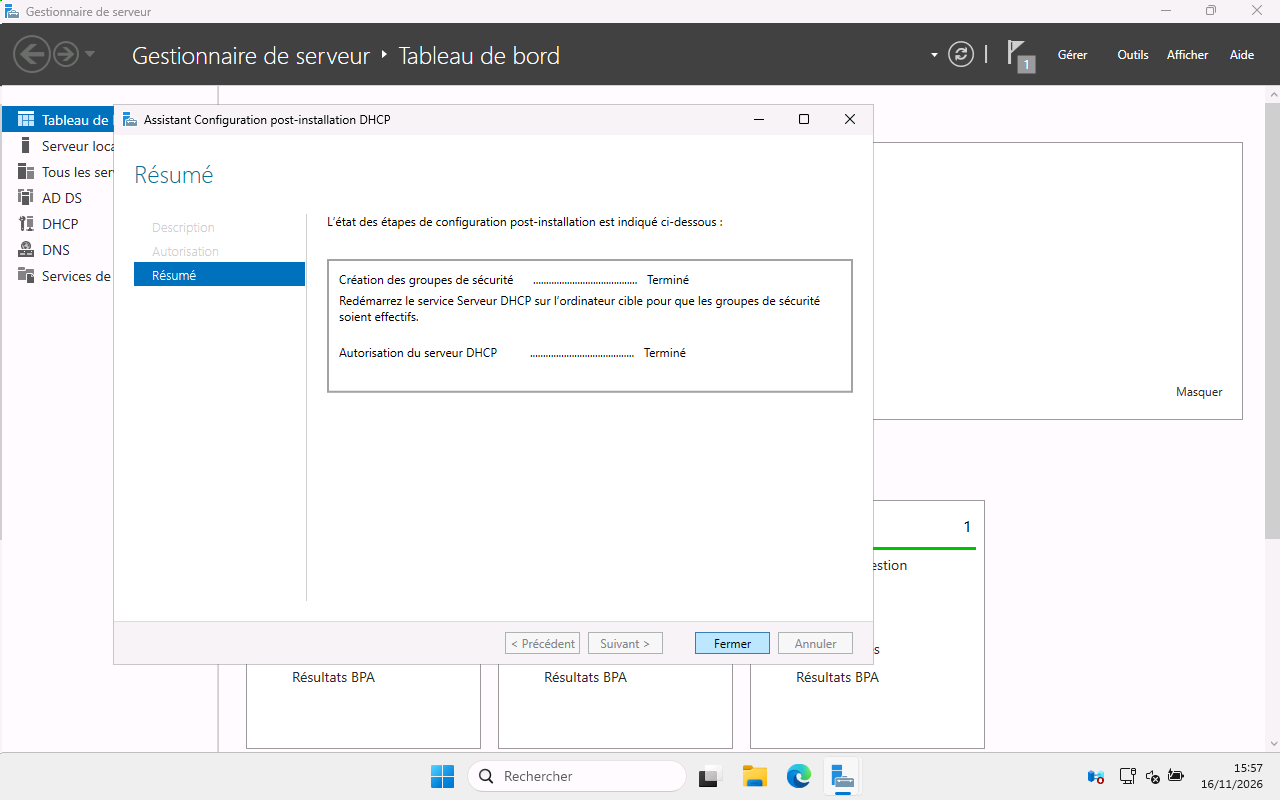 Gestionnaire de serveur
Gestionnaire de serveur ‣ Tableau de bord
1
Gérer
Outils
Afficher
Aide
Tableau de
Serveur loca
Tous les ser
AD DS
DHCP
DNS
Services de
Assistant Configuration post-installation DHCP
Résumé
Description
Autorisation
Résumé
L’état des étapes de configuration post-installation est indiqué ci-dessous :
Création des groupes de sécurité ........................................ Terminé
Redémarrez le service Serveur DHCP sur l’ordinateur cible pour que les groupes de sécurité
soient effectifs.
Autorisation du serveur DHCP ........................................ Terminé
< Précédent
Suivant >
Fermer
Annuler
Masquer
1
estion
s
Résultats BPA
Résultats BPA
Résultats BPA
Rechercher
15:57
16/11/2026